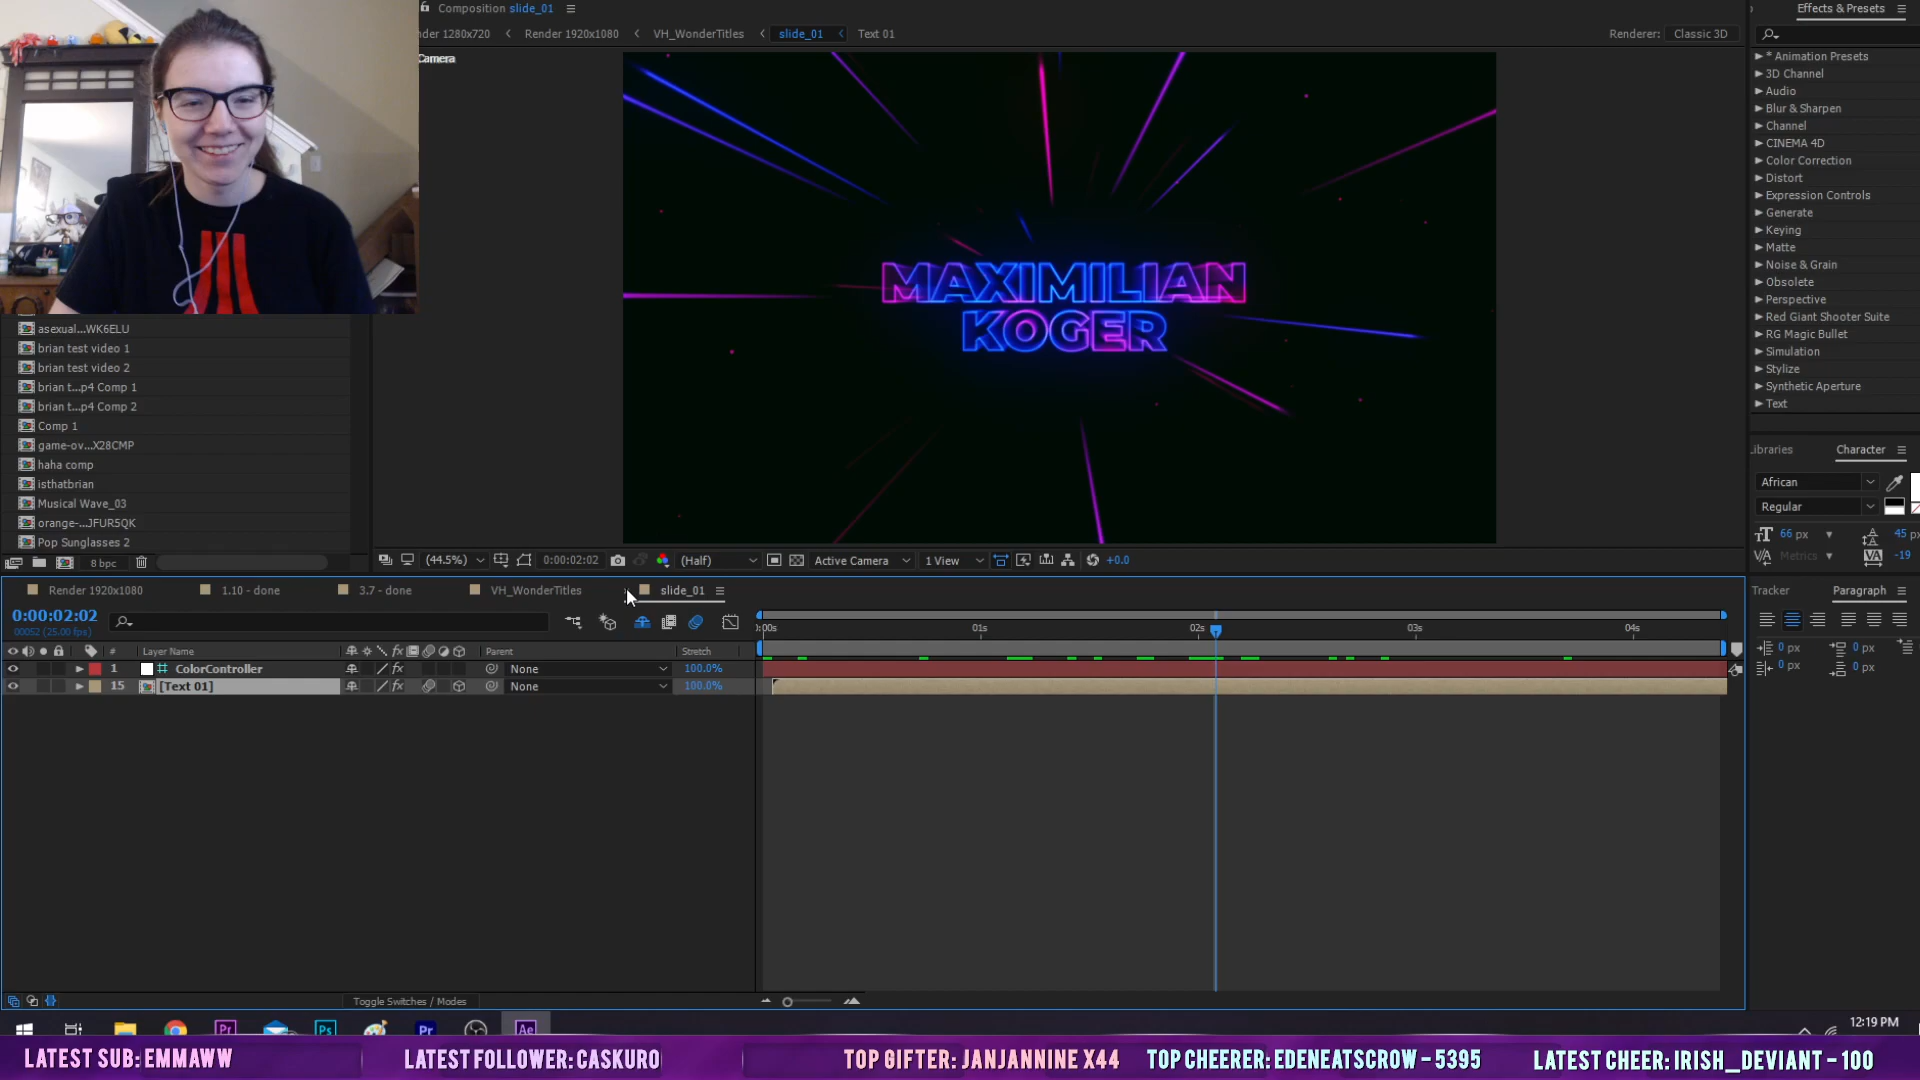 Composition slide_01
nder 1280x720 Render 1920x1080 VH_WonderTitles slide_01 Text 01
Renderer: Classic 3D
Camera
MAXIMILIAN
KOGER
asexual...WK6ELU
brian test video 1
brian test video 2
brian t...p4 Comp 1
brian t...p4 Comp 2
Comp 1
game-ov...X28CMP
haha comp
isthatbrian
Musical Wave_03
orange-...JFUR5QK
Pop Sunglasses 2
8 bpc
(44.5%) 0:00:02:02 (Half) Active Camera 1 View +0.0
Effects & Presets
* Animation Presets
3D Channel
Audio
Blur & Sharpen
Channel
CINEMA 4D
Color Correction
Distort
Expression Controls
Generate
Keying
Matte
Noise & Grain
Obsolete
Perspective
Red Giant Shooter Suite
RG Magic Bullet
Simulation
Stylize
Synthetic Aperture
Text
ibraries Character
African
Regular
66 px 45 px
Metrics -19
Tracker Paragraph
0 px 0 px
0 px 0 px
Render 1920x1080 1.10 - done 3.7 - done VH_WonderTitles slide_01
0:00:02:02
00052 (25.00 fps)
:00s 01s 02s 03s 04s
# Layer Name Parent Stretch
1 ColorController None 100.0%
15 [Text 01] None 100.0%
Toggle Switches / Modes
Pr Ps Pr Ae
12:19 PM
LATEST SUB: EMMAWW LATEST FOLLOWER: CASKURO TOP GIFTER: JANJANNINE X44 TOP CHEERER: EDENEATSCROW - 5395 LATEST CHEER: IRISH_DEVIANT - 100